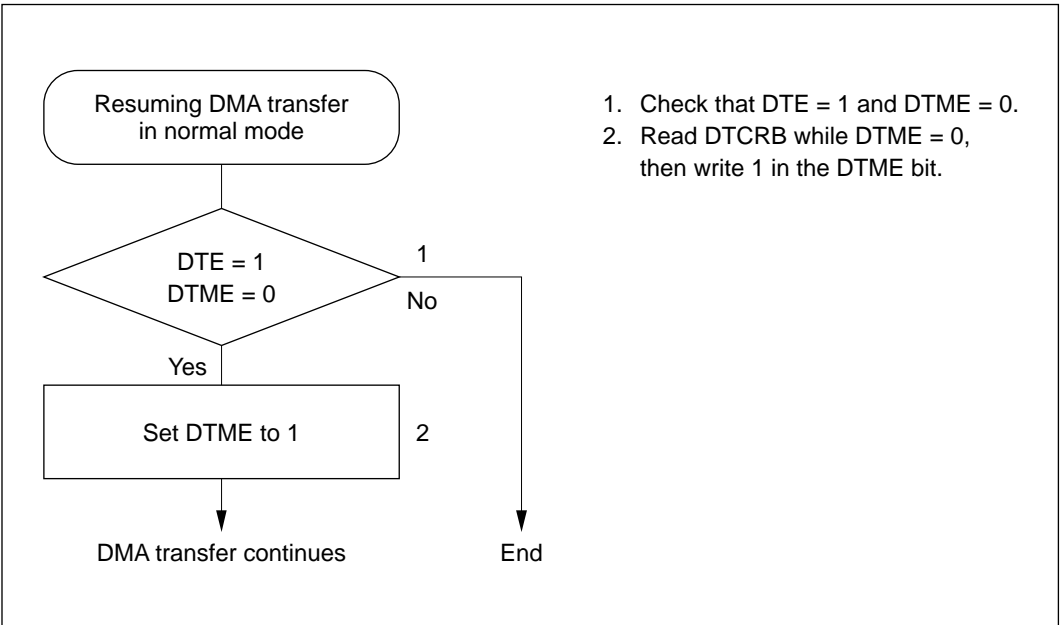 Resuming DMA transfer
in normal mode
1. Check that DTE = 1 and DTME = 0.
2. Read DTCRB while DTME = 0,
then write 1 in the DTME bit.
DTE = 1
DTME = 0
1
No
Yes
Set DTME to 1
2
DMA transfer continues
End